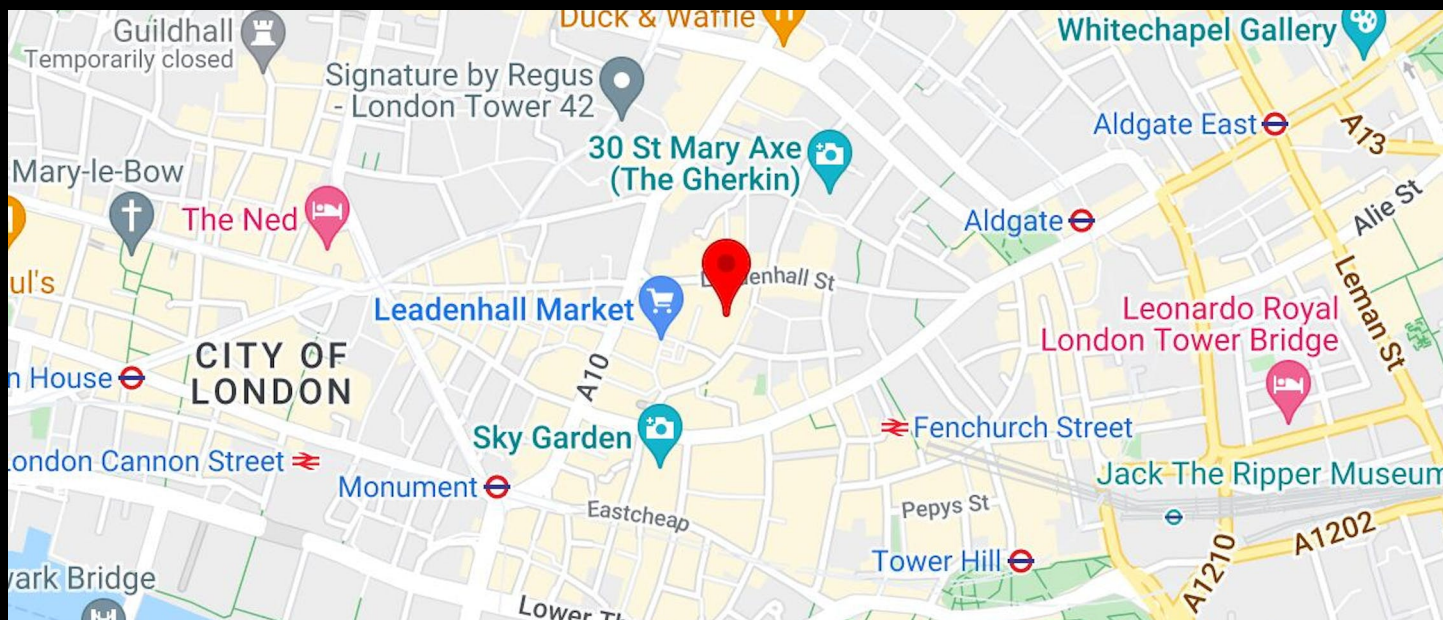 Duck & Waffle
Guildhall
Temporarily closed
Whitechapel Gallery
Signature by Regus
- London Tower 42
Aldgate East
A13
30 St Mary Axe
(The Gherkin)
Mary-le-Bow
The Ned
Aldgate
Alie St
ul's
Leadenhall Market
Leman St
Leonardo Royal
London Tower Bridge
CITY OF
LONDON
n House
A10
Sky Garden
Fenchurch Street
ondon Cannon Street
Monument
Jack The Ripper Museum
Eastcheap
Pepys St
A1202
Tower Hill
A1210
wark Bridge
Lower Th